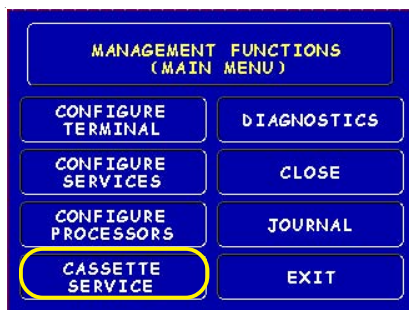 MANAGEMENT FUNCTIONS
(MAIN MENU)
CONFIGURE
TERMINAL
DIAGNOSTICS
CONFIGURE
SERVICES
CLOSE
CONFIGURE
PROCESSORS
JOURNAL
CASSETTE
SERVICE
EXIT